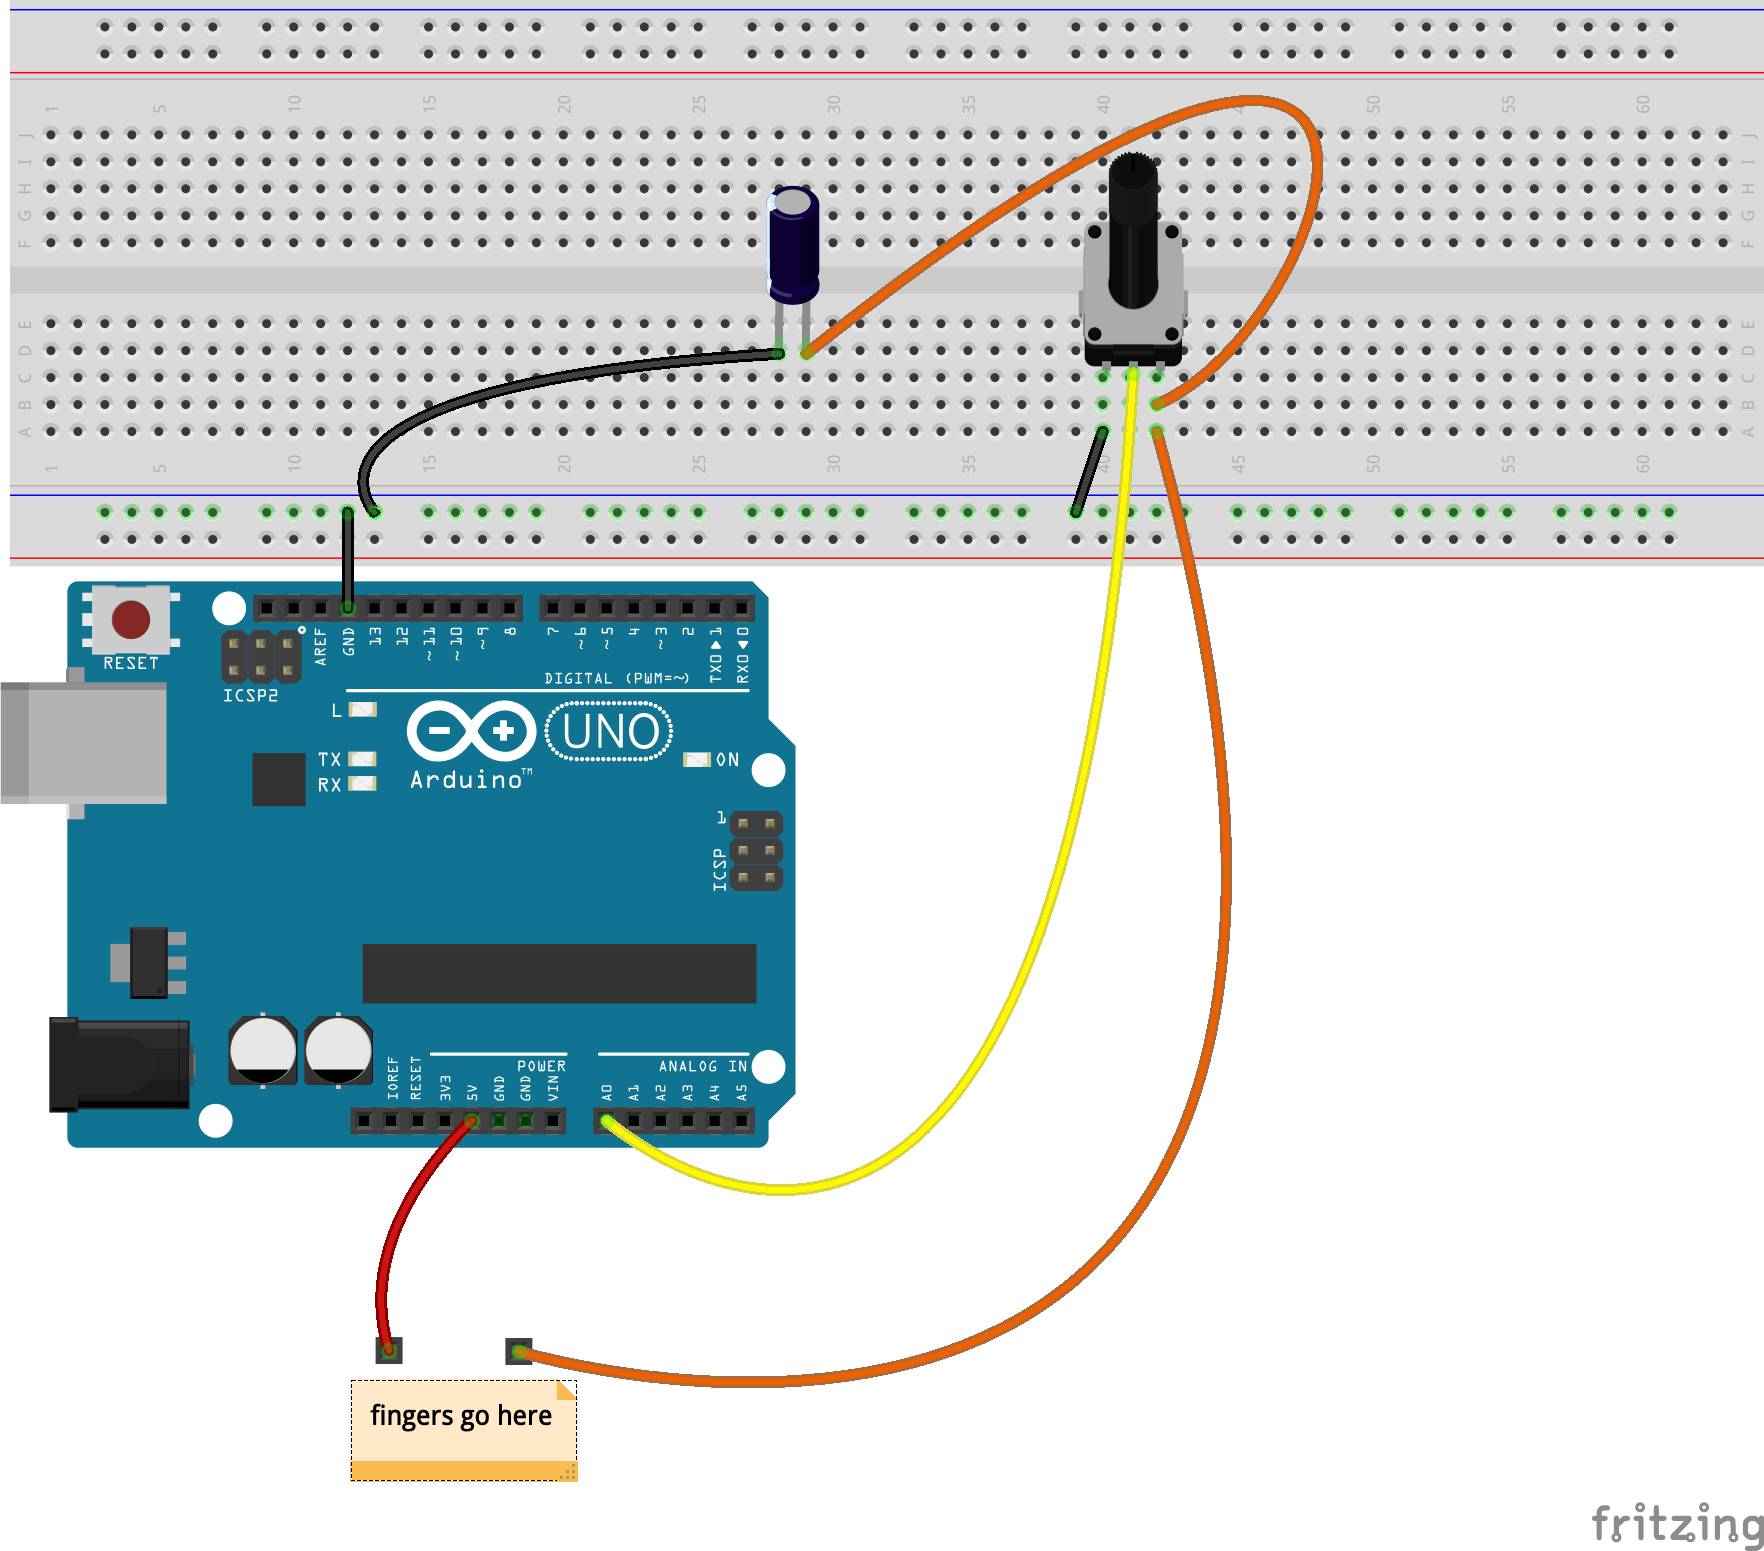 1 5 10 15 20 25 30 35 40 45 50 55 60
J J
I I
H H
G G
F F
E E
D D
C C
B B
A A
1 5 10 15 20 25 30 35 40 45 50 55 60
RESET
ICSP2
AREF
GND
13
12
~11
~10
~9
8
7
~6
~5
4
~3
2
TX0▶1
RX0◀0
DIGITAL (PWM=~)
L
TX
RX
UNO
Arduino™
ON
1
ICSP
POWER
ANALOG IN
IOREF
RESET
3V3
5V
GND
GND
VIN
A0
A1
A2
A3
A4
A5
fingers go here
fritzing